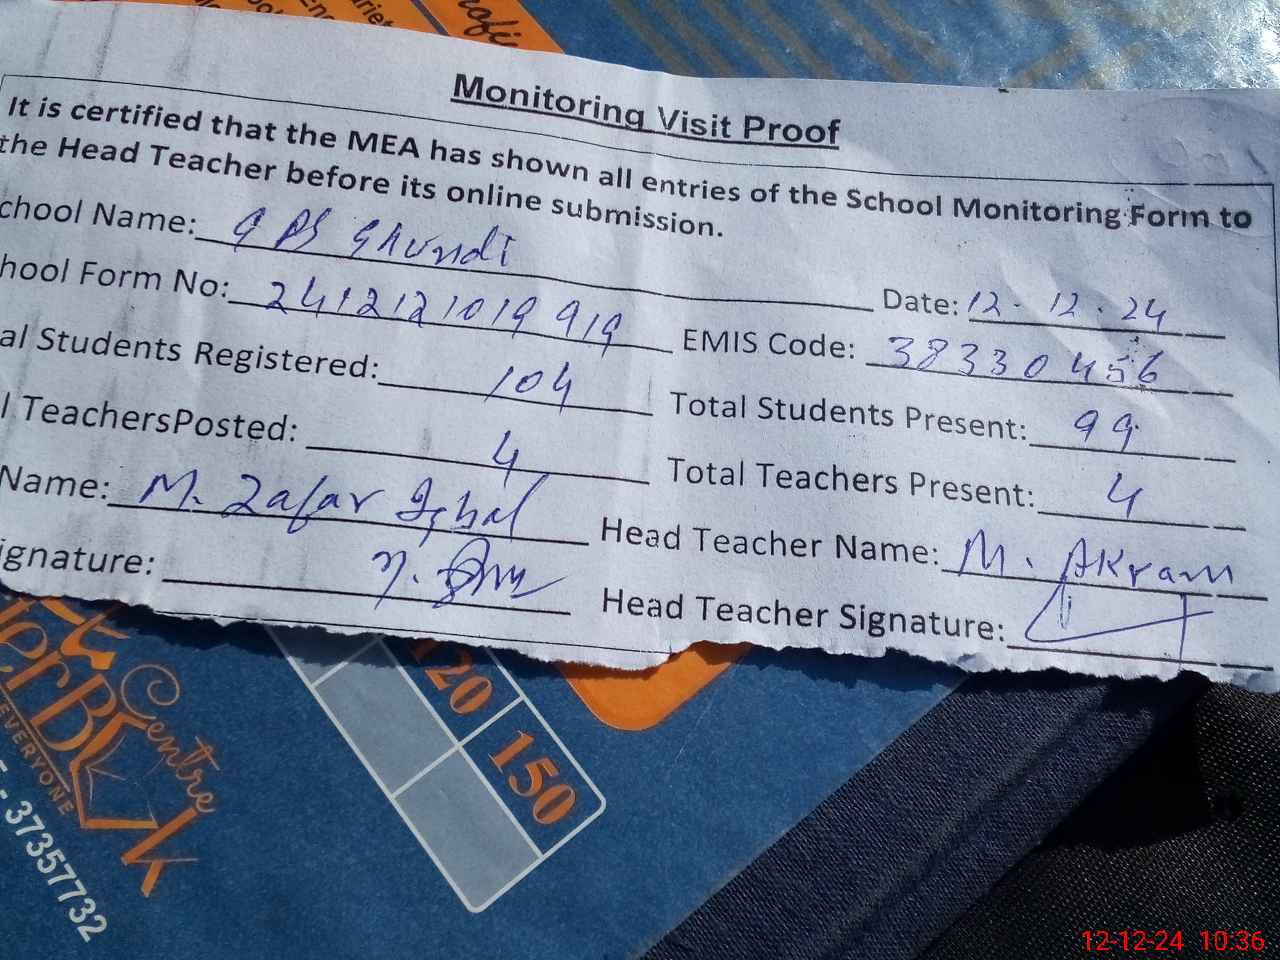 Monitoring Visit Proof
It is certified that the MEA has shown all entries of the School Monitoring Form to
the Head Teacher before its online submission.
chool Name: GPS GHundi
Date: 12-12.24
hool Form No: 2412121019919
EMIS Code: 38330456
al Students Registered: 104
Total Students Present: 99
l TeachersPosted: 4
Total Teachers Present: 4
Name: M. Zafar Iqbal
Head Teacher Name: M. AKram
ignature:
Head Teacher Signature:
120
150
Centre
EVERYONE
- 37357732
12-12-24 10:36